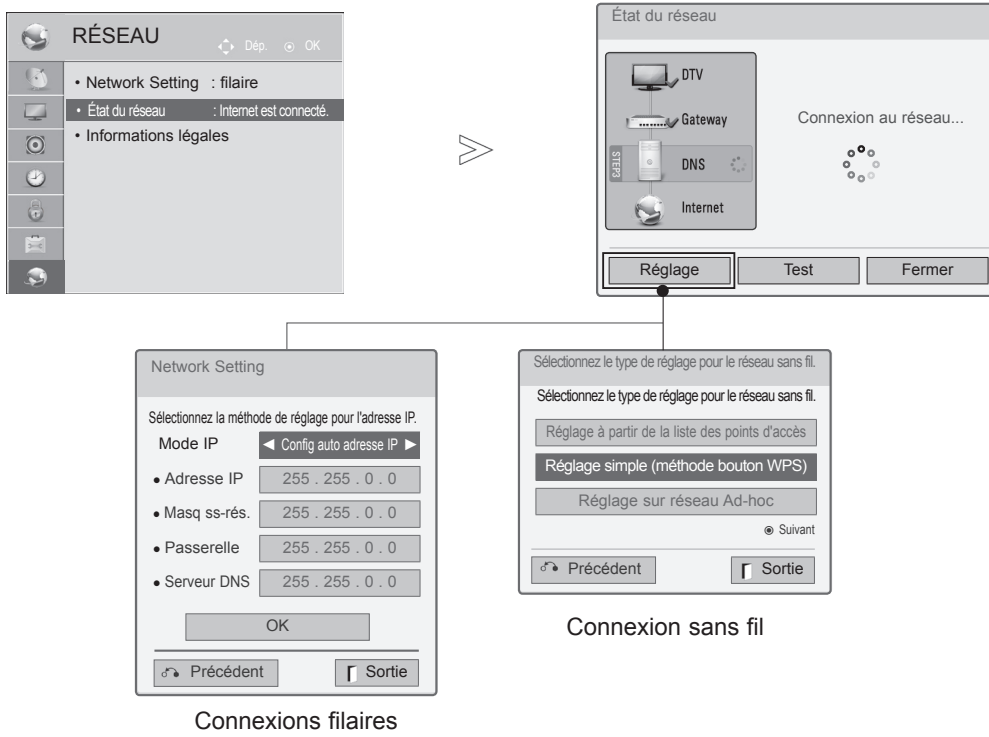 RÉSEAU
Dép. OK
• Network Setting : filaire
• État du réseau : Internet est connecté.
• Informations légales
État du réseau
DTV
Gateway
STEP3
DNS
Internet
Connexion au réseau...
Réglage Test Fermer
Network Setting
Sélectionnez la méthode de réglage pour l'adresse IP.
Mode IP ◄ Config auto adresse IP ►
• Adresse IP 255 . 255 . 0 . 0
• Masq ss-rés. 255 . 255 . 0 . 0
• Passerelle 255 . 255 . 0 . 0
• Serveur DNS 255 . 255 . 0 . 0
OK
Précédent Sortie
Connexions filaires
Sélectionnez le type de réglage pour le réseau sans fil.
Sélectionnez le type de réglage pour le réseau sans fil.
Réglage à partir de la liste des points d'accès
Réglage simple (méthode bouton WPS)
Réglage sur réseau Ad-hoc
Suivant
Précédent Sortie
Connexion sans fil